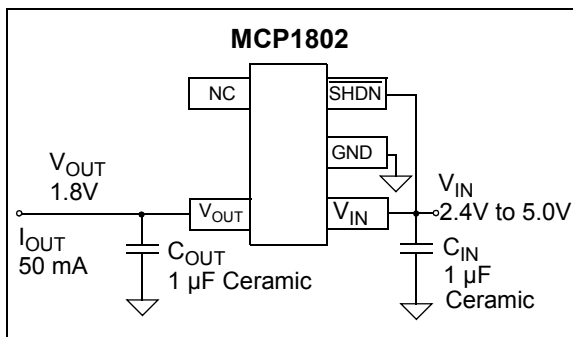 MCP1802
NC
SHDN
GND
VOUT
1.8V
VOUT
VIN
VIN
2.4V to 5.0V
IOUT
50 mA
COUT
1 µF Ceramic
CIN
1 µF
Ceramic